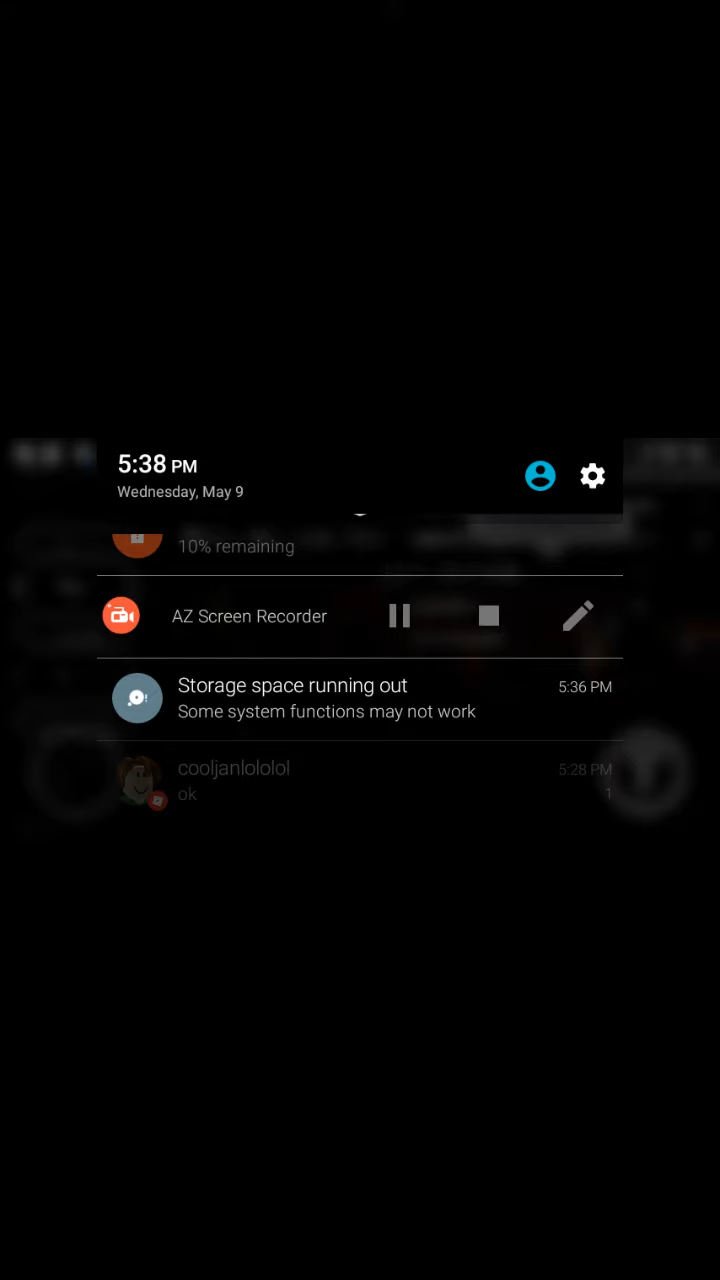 5:38 PM
Wednesday, May 9
10% remaining
AZ Screen Recorder
Storage space running out
5:36 PM
Some system functions may not work
cooljanlololol
5:28 PM
ok
1